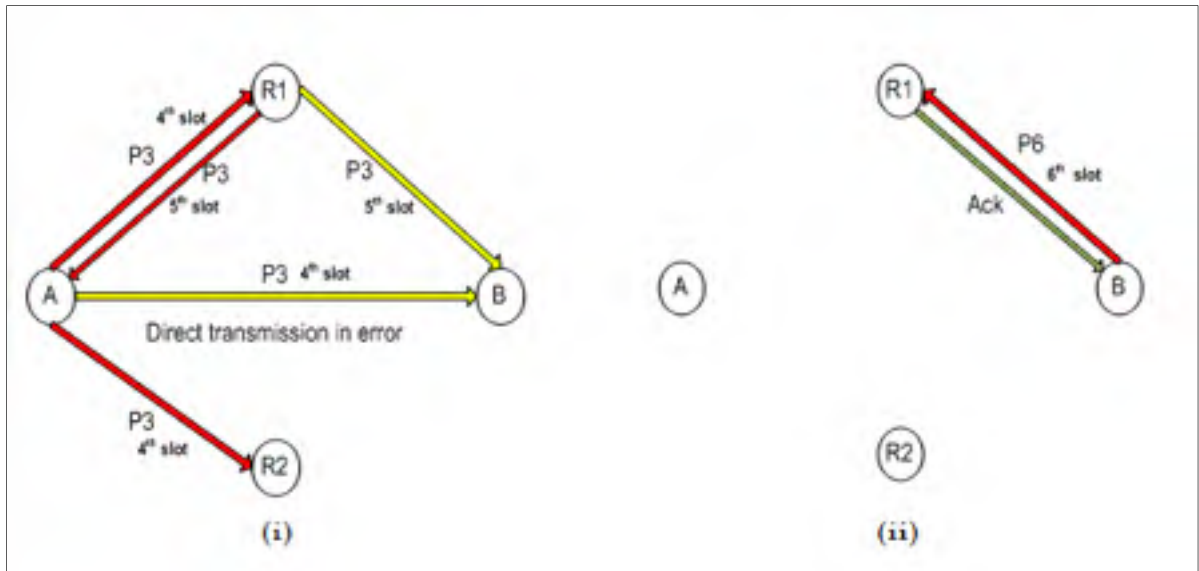 R1
4th slot
P3
P3
5th slot
P3
5th slot
A
P3 4th slot
B
Direct transmission in error
P3
4th slot
R2
(i)
R1
P6
6th slot
Ack
A
B
R2
(ii)